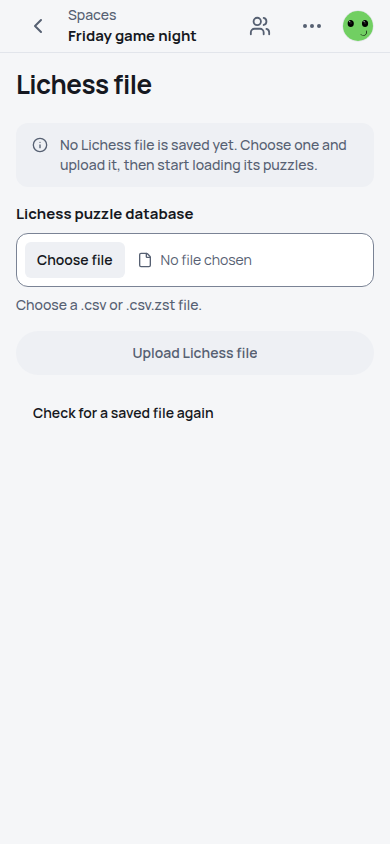 Spaces
Friday game night
Lichess file
No Lichess file is saved yet. Choose one and
upload it, then start loading its puzzles.
Lichess puzzle database
Choose file
No file chosen
Choose a .csv or .csv.zst file.
Upload Lichess file
Check for a saved file again